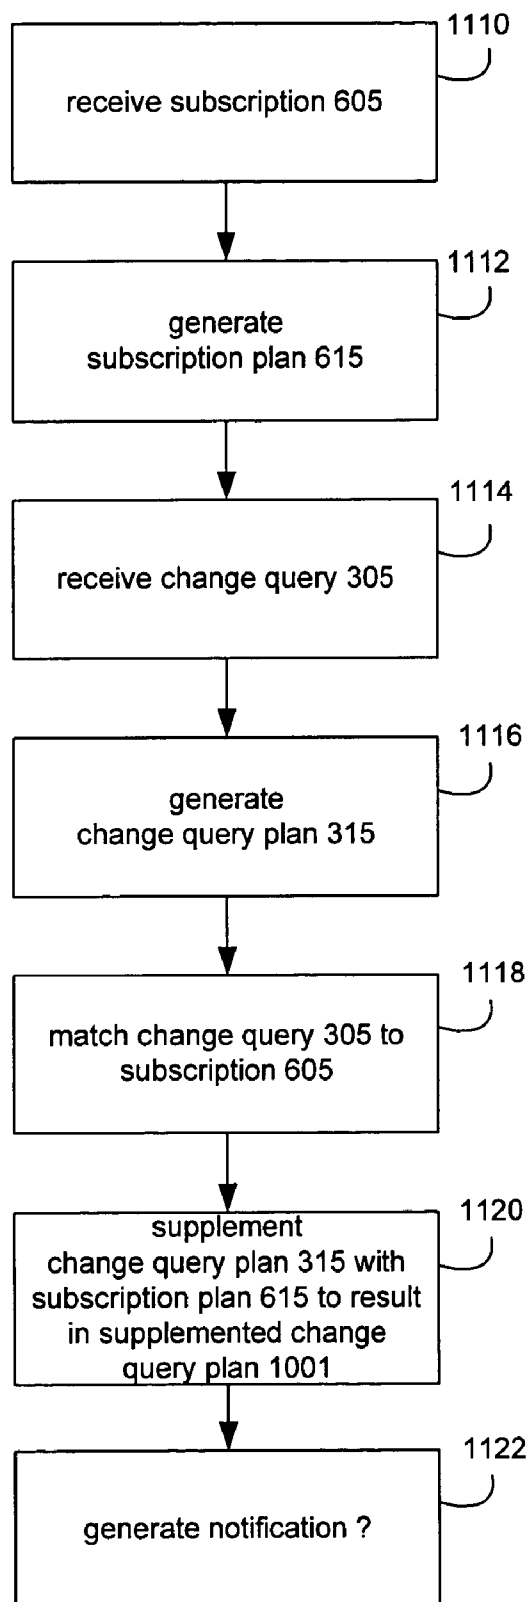 1110
receive subscription 605
1112
generate
subscription plan 615
1114
receive change query 305
1116
generate
change query plan 315
1118
match change query 305 to
subscription 605
1120
supplement
change query plan 315 with
subscription plan 615 to result
in supplemented change
query plan 1001
1122
generate notification ?